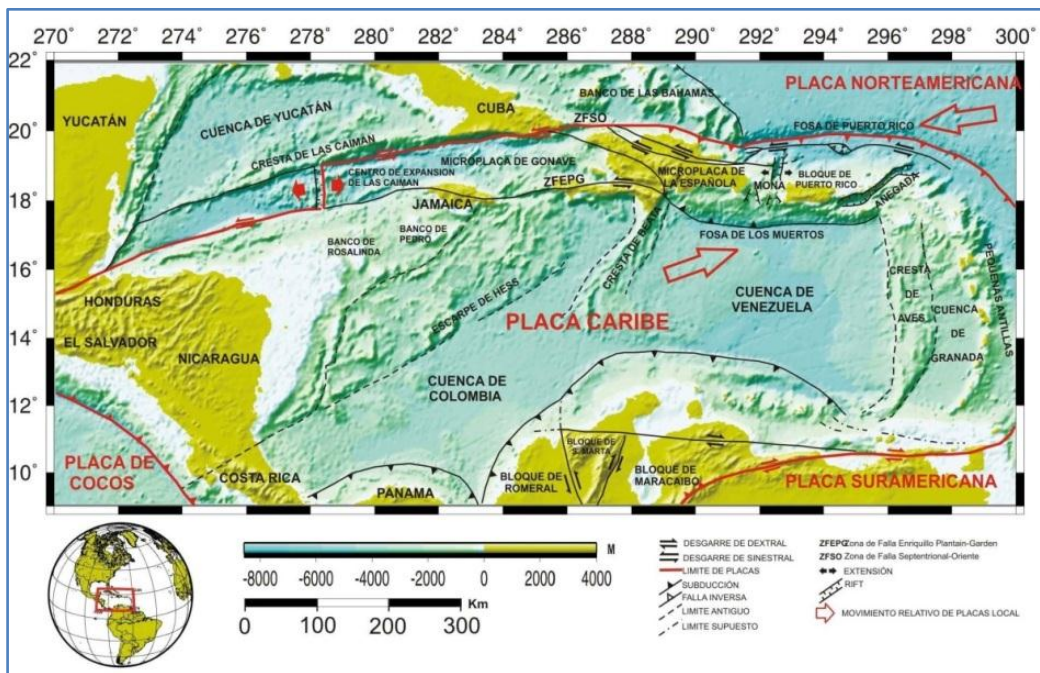 270° 272° 274° 276° 278° 280° 282° 284° 286° 288° 290° 292° 294° 296° 298° 300°
22°
20°
18°
16°
14°
12°
10°
YUCATÁN
CUENCA DE YUCATÁN
CRESTA DE LAS CAIMAN
CUBA
BANCO DE LAS BAHAMAS
PLACA NORTEAMERICANA
ZFSO
FOSA DE PUERTO RICO
CENTRO DE EXPANSION
DE LAS CAIMAN
MICROPLACA DE GONAVE
ZFEPG
MICROPLACA DE
LA ESPAÑOLA
MONA
BLOQUE DE
PUERTO RICO
ANEGADA
JAMAICA
FOSA DE LOS MUERTOS
BANCO DE
ROSALINDA
BANCO DE
PEDRO
CRESTA DE BEATA
ESCARPE DE HESS
PLACA CARIBE
CUENCA DE
VENEZUELA
CRESTA
DE
AVES
CUENCA
DE
GRANADA
PEQUEÑAS ANTILLAS
HONDURAS
EL SALVADOR
NICARAGUA
CUENCA DE
COLOMBIA
PLACA DE
COCOS
COSTA RICA
PANAMA
BLOQUE DE
ROMERAL
BLOQUE DE
S. MARTA
BLOQUE DE
MARACAIBO
PLACA SURAMERICANA
M
-8000 -6000 -4000 -2000 0 2000 4000
Km
0 100 200 300
DESGARRE DE DEXTRAL
DESGARRE DE SINESTRAL
LIMITE DE PLACAS
SUBDUCCIÓN
FALLA INVERSA
LIMITE ANTIGUO
LIMITE SUPUESTO
ZFEPG Zona de Falla Enriquillo Plantain-Garden
ZFSO Zona de Falla Septentrional-Oriente
EXTENSIÓN
RIFT
MOVIMIENTO RELATIVO DE PLACAS LOCAL